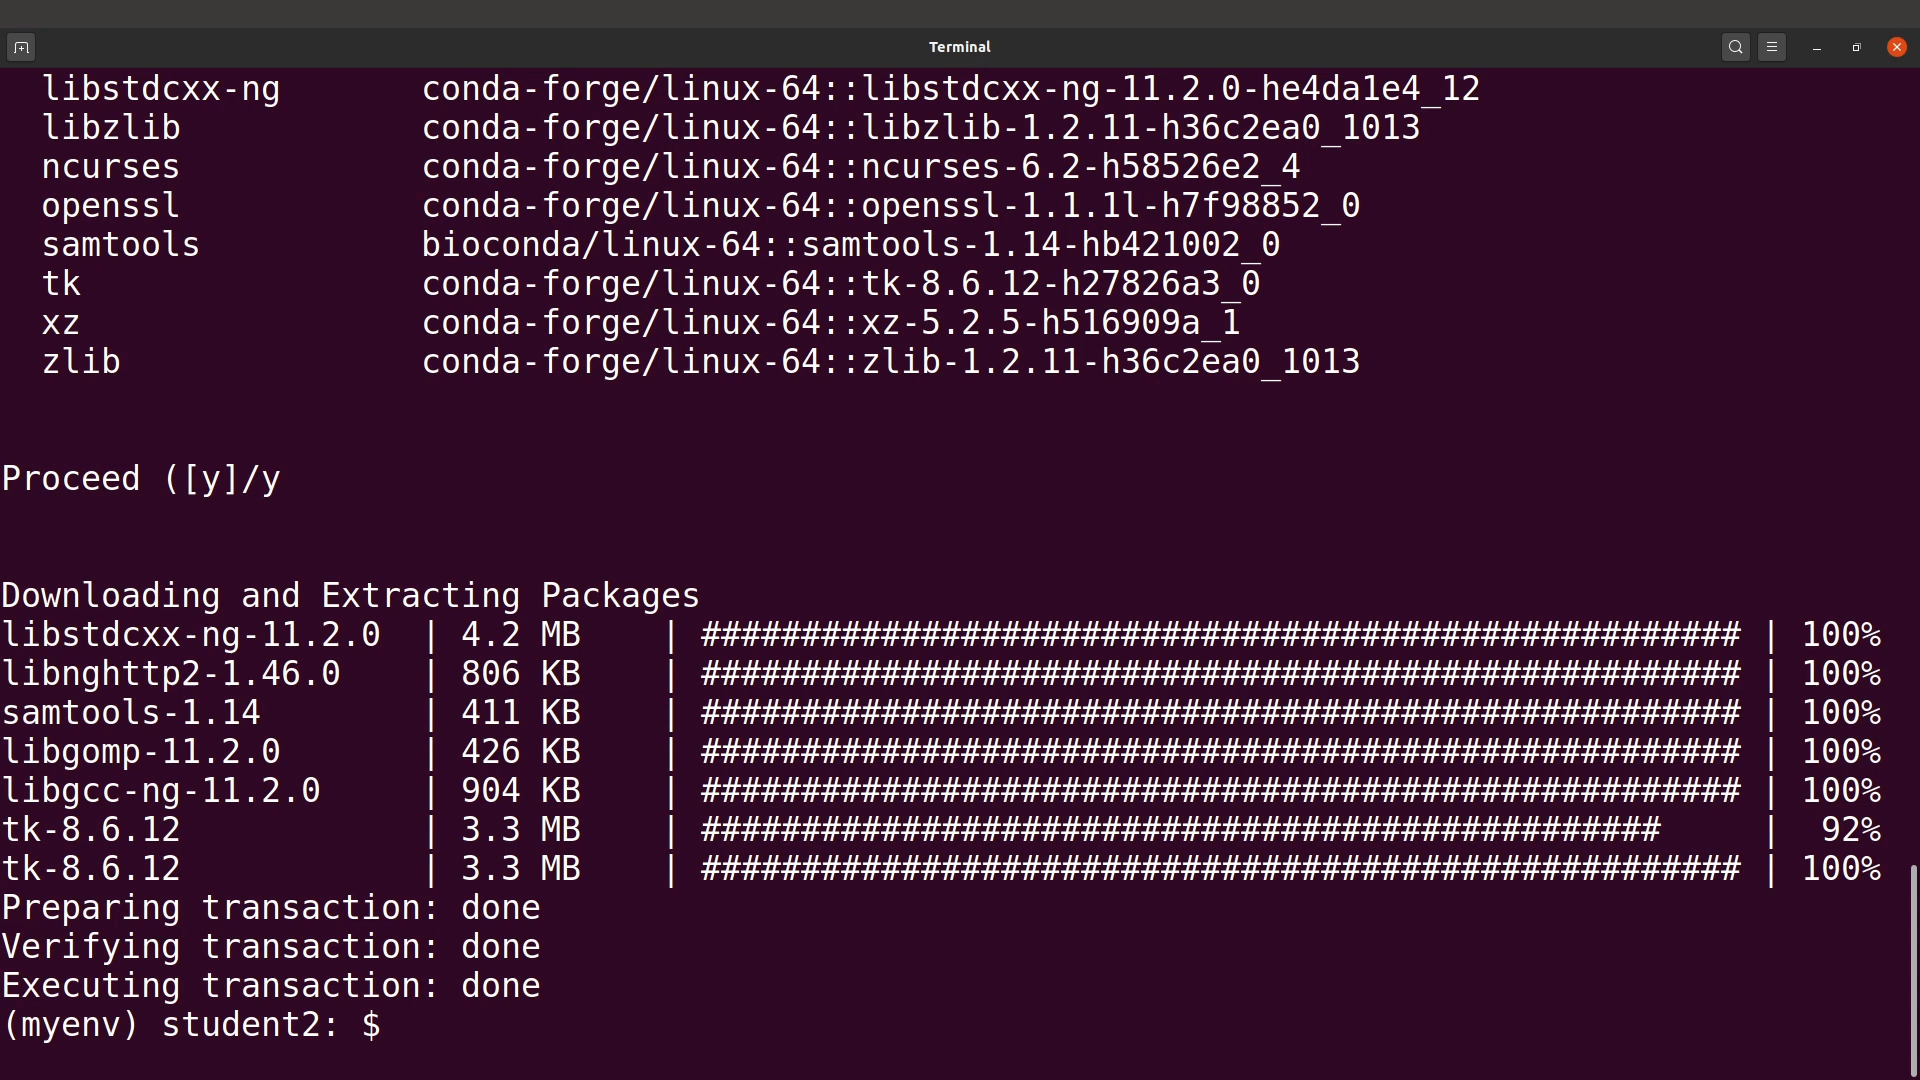 Terminal
libstdcxx-ng       conda-forge/linux-64::libstdcxx-ng-11.2.0-he4da1e4_12
libzlib            conda-forge/linux-64::libzlib-1.2.11-h36c2ea0_1013
ncurses            conda-forge/linux-64::ncurses-6.2-h58526e2_4
openssl            conda-forge/linux-64::openssl-1.1.1l-h7f98852_0
samtools           bioconda/linux-64::samtools-1.14-hb421002_0
tk                 conda-forge/linux-64::tk-8.6.12-h27826a3_0
xz                 conda-forge/linux-64::xz-5.2.5-h516909a_1
zlib               conda-forge/linux-64::zlib-1.2.11-h36c2ea0_1013
Proceed ([y]/y
Downloading and Extracting Packages
libstdcxx-ng-11.2.0  | 4.2 MB    | #################################################### | 100%
libnghttp2-1.46.0    | 806 KB    | #################################################### | 100%
samtools-1.14        | 411 KB    | #################################################### | 100%
libgomp-11.2.0       | 426 KB    | #################################################### | 100%
libgcc-ng-11.2.0     | 904 KB    | #################################################### | 100%
tk-8.6.12            | 3.3 MB    | ################################################     |  92%
tk-8.6.12            | 3.3 MB    | #################################################### | 100%
Preparing transaction: done
Verifying transaction: done
Executing transaction: done
(myenv) student2: $